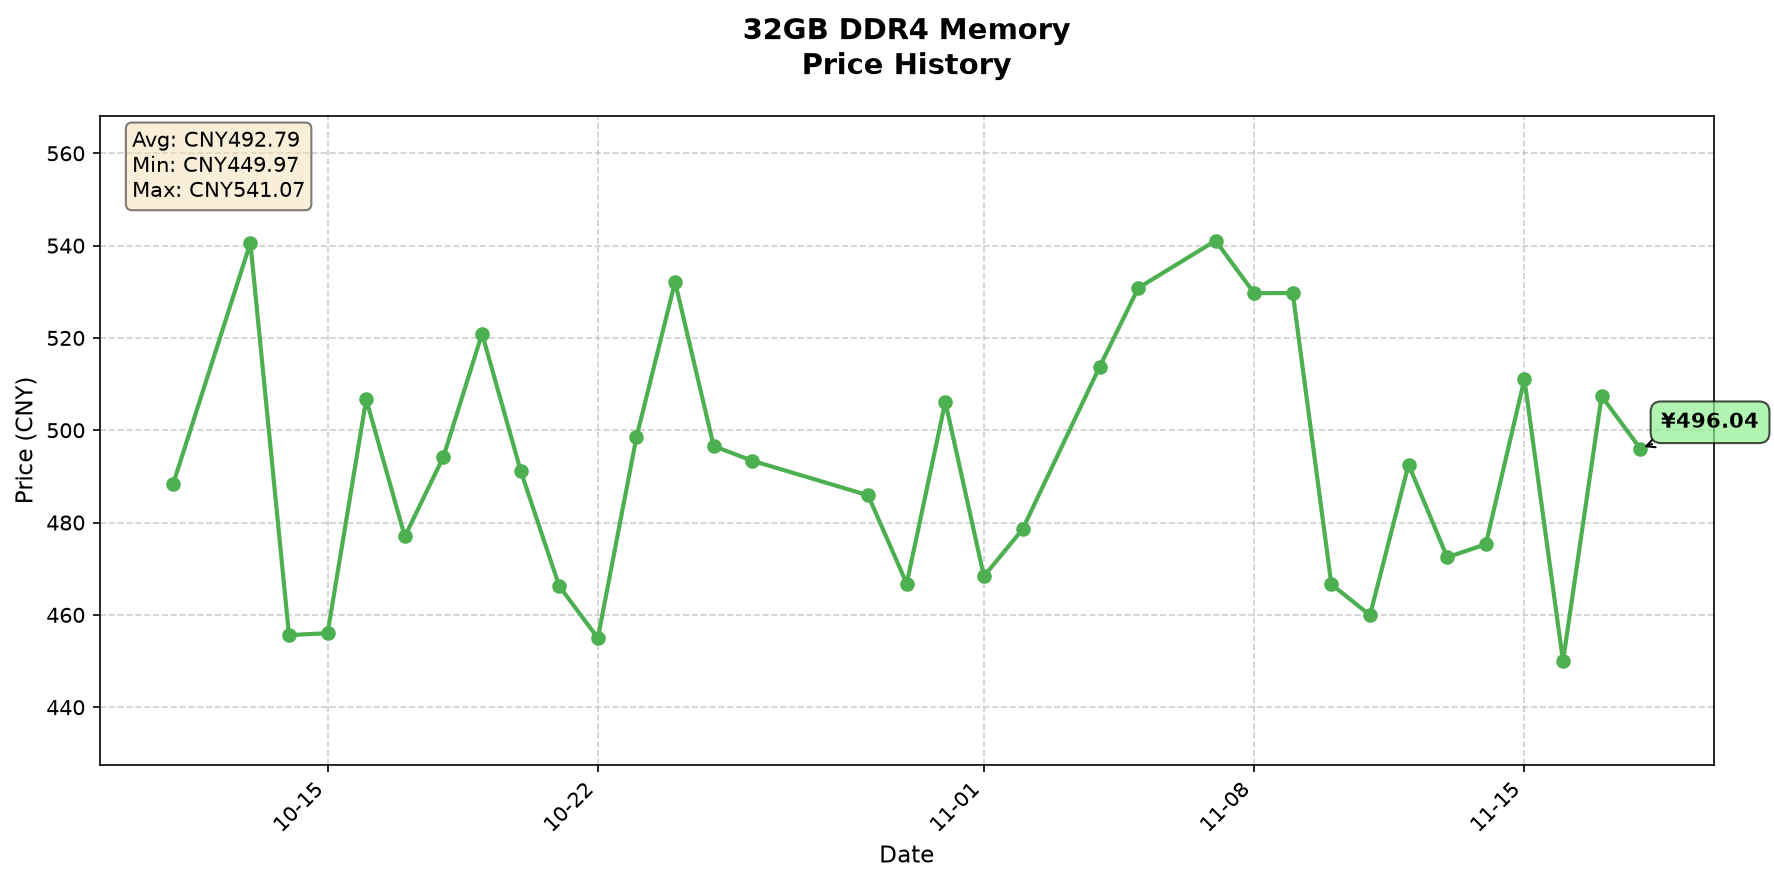 32GB DDR4 Memory
Price History
Avg: CNY492.79
Min: CNY449.97
Max: CNY541.07
560
540
520
500
480
460
440
Price (CNY)
¥496.04
10-15
10-22
11-01
11-08
11-15
Date